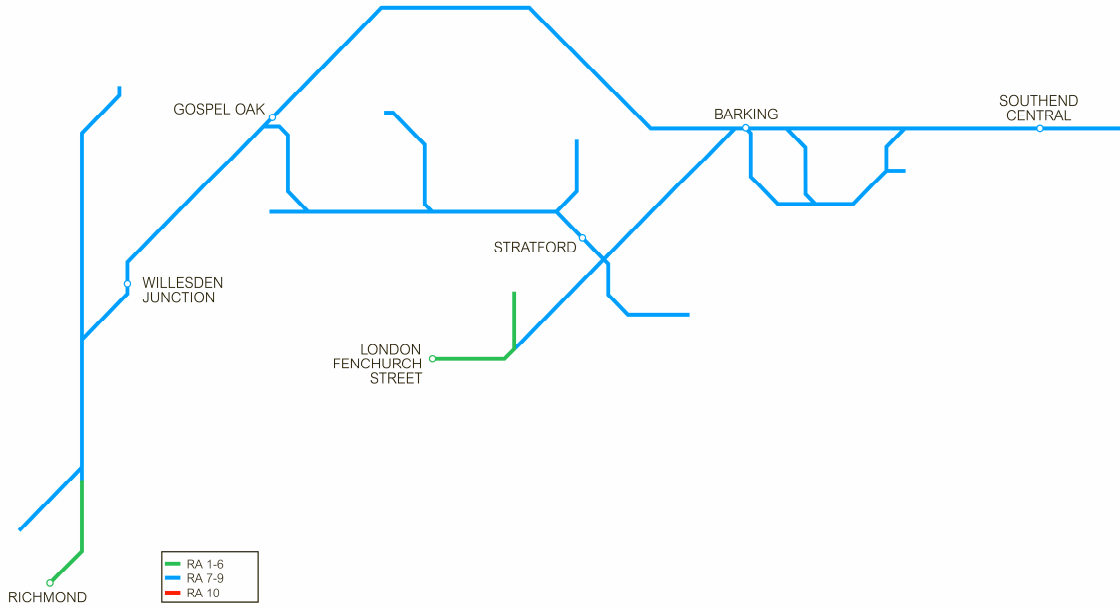 SOUTHEND
CENTRAL
GOSPEL OAK
BARKING
STRATFORD
WILLESDEN
JUNCTION
LONDON
FENCHURCH
STREET
RA 1-6
RA 7-9
RA 10
RICHMOND